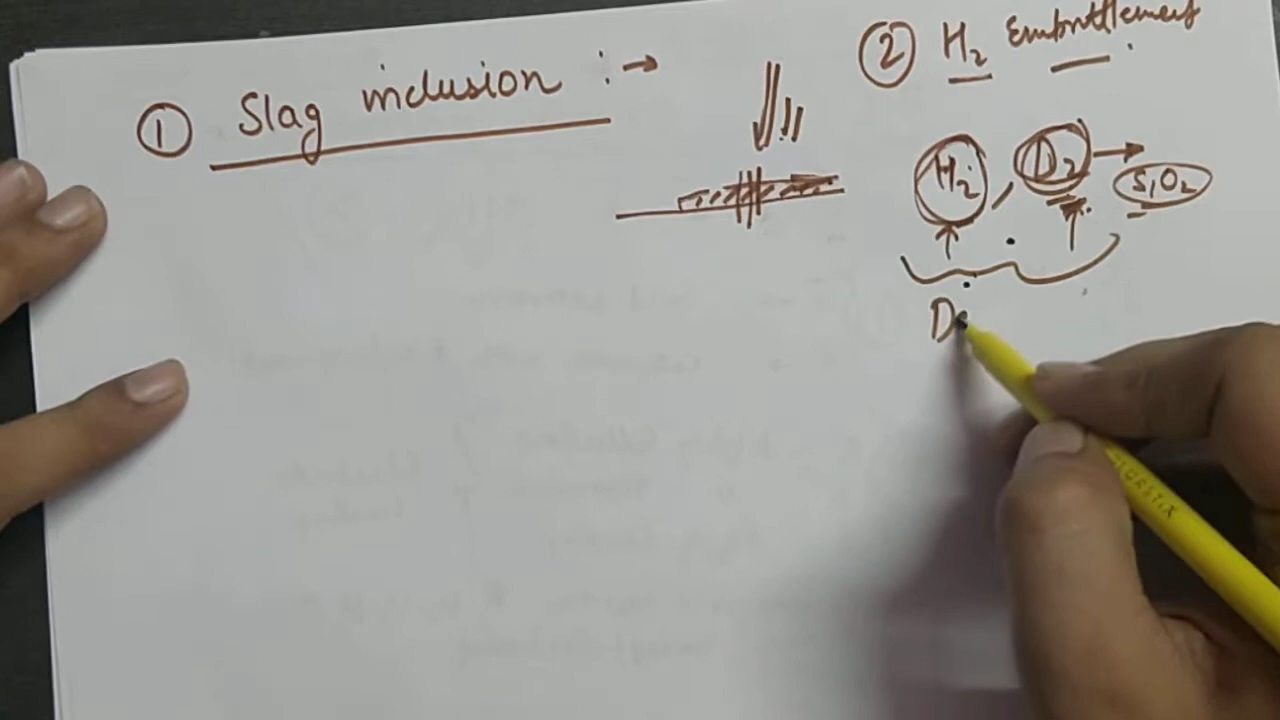 ① Slag inclusion :→
② H₂ Embrittlement
H₂ , O₂ → SiO₂
D